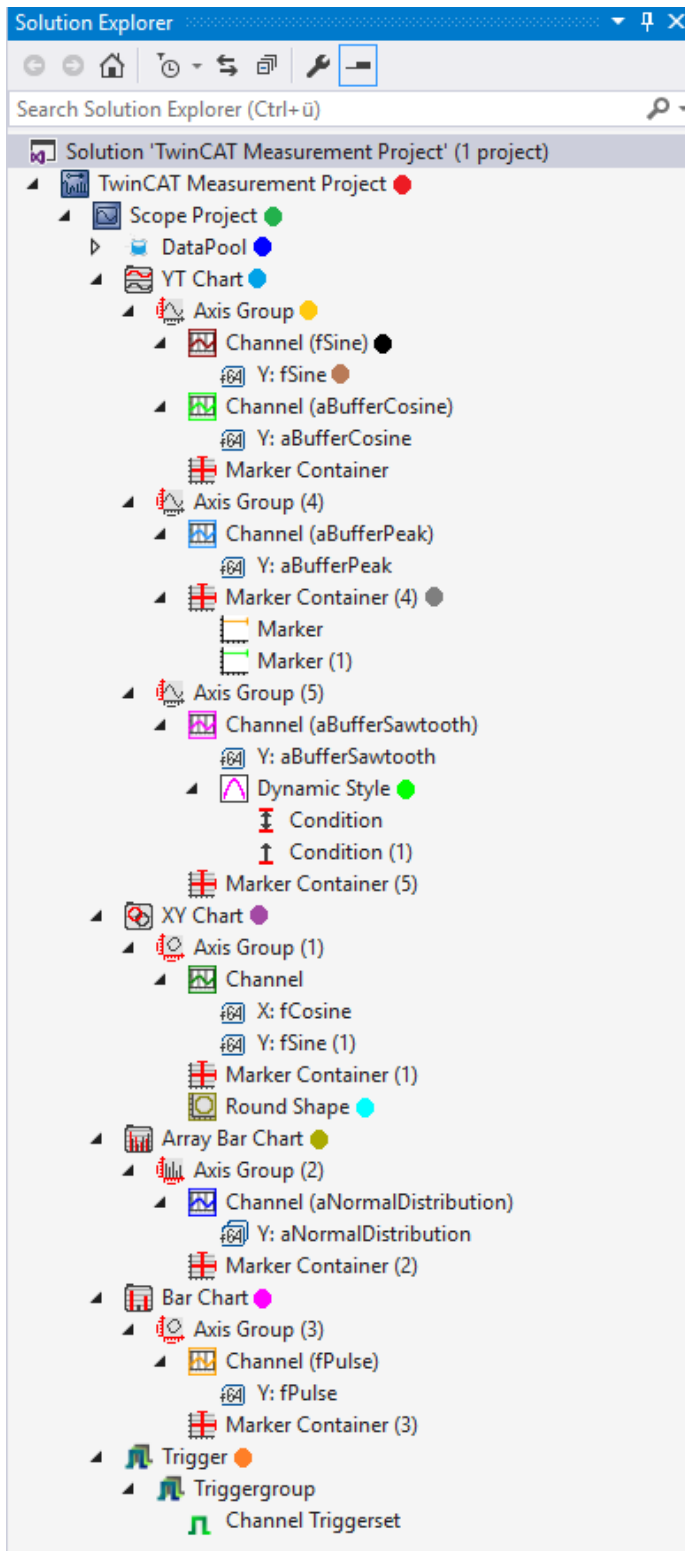 Solution Explorer
Search Solution Explorer (Ctrl+ü)
Solution 'TwinCAT Measurement Project' (1 project)
TwinCAT Measurement Project
Scope Project
DataPool
YT Chart
Axis Group
Channel (fSine)
Y: fSine
Channel (aBufferCosine)
Y: aBufferCosine
Marker Container
Axis Group (4)
Channel (aBufferPeak)
Y: aBufferPeak
Marker Container (4)
Marker
Marker (1)
Axis Group (5)
Channel (aBufferSawtooth)
Y: aBufferSawtooth
Dynamic Style
Condition
Condition (1)
Marker Container (5)
XY Chart
Axis Group (1)
Channel
X: fCosine
Y: fSine (1)
Marker Container (1)
Round Shape
Array Bar Chart
Axis Group (2)
Channel (aNormalDistribution)
Y: aNormalDistribution
Marker Container (2)
Bar Chart
Axis Group (3)
Channel (fPulse)
Y: fPulse
Marker Container (3)
Trigger
Triggergroup
Channel Triggerset